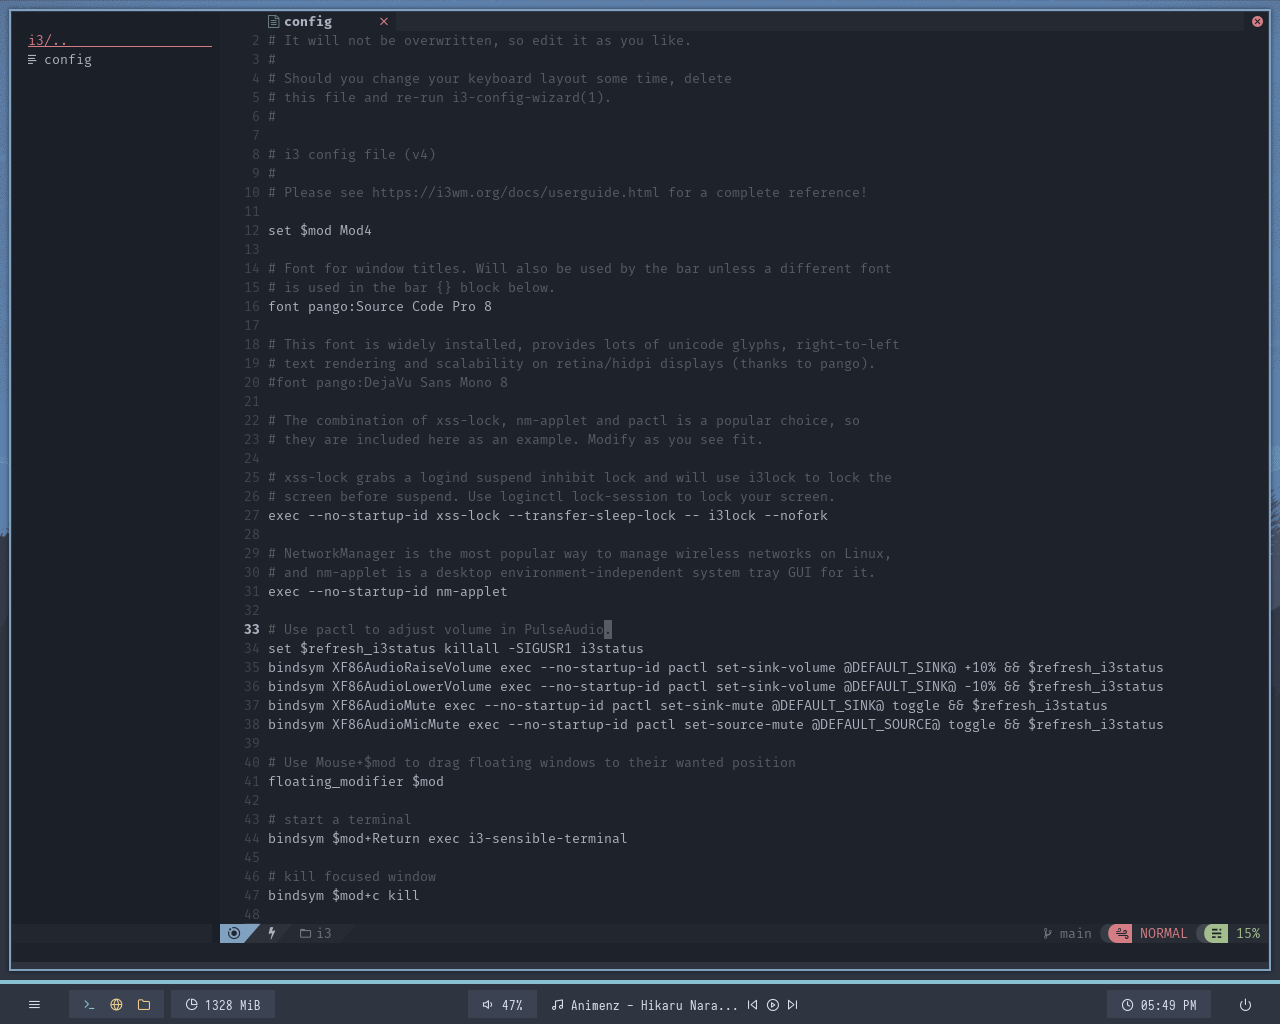 config
i3/..
config
2 # It will not be overwritten, so edit it as you like.
3 #
4 # Should you change your keyboard layout some time, delete
5 # this file and re-run i3-config-wizard(1).
6 #
7
8 # i3 config file (v4)
9 #
10 # Please see https://i3wm.org/docs/userguide.html for a complete reference!
11
12 set $mod Mod4
13
14 # Font for window titles. Will also be used by the bar unless a different font
15 # is used in the bar {} block below.
16 font pango:Source Code Pro 8
17
18 # This font is widely installed, provides lots of unicode glyphs, right-to-left
19 # text rendering and scalability on retina/hidpi displays (thanks to pango).
20 #font pango:DejaVu Sans Mono 8
21
22 # The combination of xss-lock, nm-applet and pactl is a popular choice, so
23 # they are included here as an example. Modify as you see fit.
24
25 # xss-lock grabs a logind suspend inhibit lock and will use i3lock to lock the
26 # screen before suspend. Use loginctl lock-session to lock your screen.
27 exec --no-startup-id xss-lock --transfer-sleep-lock -- i3lock --nofork
28
29 # NetworkManager is the most popular way to manage wireless networks on Linux,
30 # and nm-applet is a desktop environment-independent system tray GUI for it.
31 exec --no-startup-id nm-applet
32
33 # Use pactl to adjust volume in PulseAudio.
34 set $refresh_i3status killall -SIGUSR1 i3status
35 bindsym XF86AudioRaiseVolume exec --no-startup-id pactl set-sink-volume @DEFAULT_SINK@ +10% && $refresh_i3status
36 bindsym XF86AudioLowerVolume exec --no-startup-id pactl set-sink-volume @DEFAULT_SINK@ -10% && $refresh_i3status
37 bindsym XF86AudioMute exec --no-startup-id pactl set-sink-mute @DEFAULT_SINK@ toggle && $refresh_i3status
38 bindsym XF86AudioMicMute exec --no-startup-id pactl set-source-mute @DEFAULT_SOURCE@ toggle && $refresh_i3status
39
40 # Use Mouse+$mod to drag floating windows to their wanted position
41 floating_modifier $mod
42
43 # start a terminal
44 bindsym $mod+Return exec i3-sensible-terminal
45
46 # kill focused window
47 bindsym $mod+c kill
48
i3 main NORMAL 15%
1328 MiB 47% Animenz - Hikaru Nara... 05:49 PM